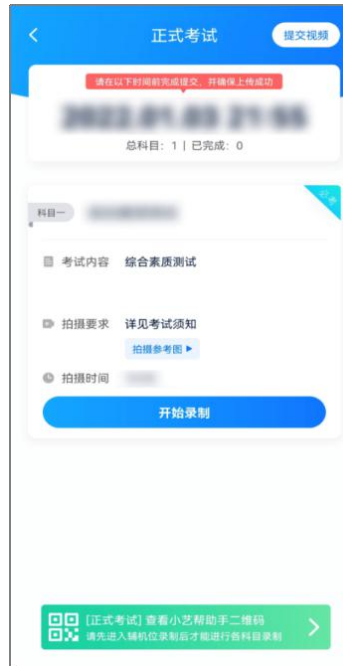 正式考试
提交视频
请在以下时间前完成提交，并确保上传成功
总科目：1 | 已完成：0
必考
科目一
考试内容 综合素质测试
拍摄要求 详见考试须知
拍摄参考图
拍摄时间
开始录制
[正式考试] 查看小艺帮助手二维码
请先进入辅机位录制后才能进行各科目录制